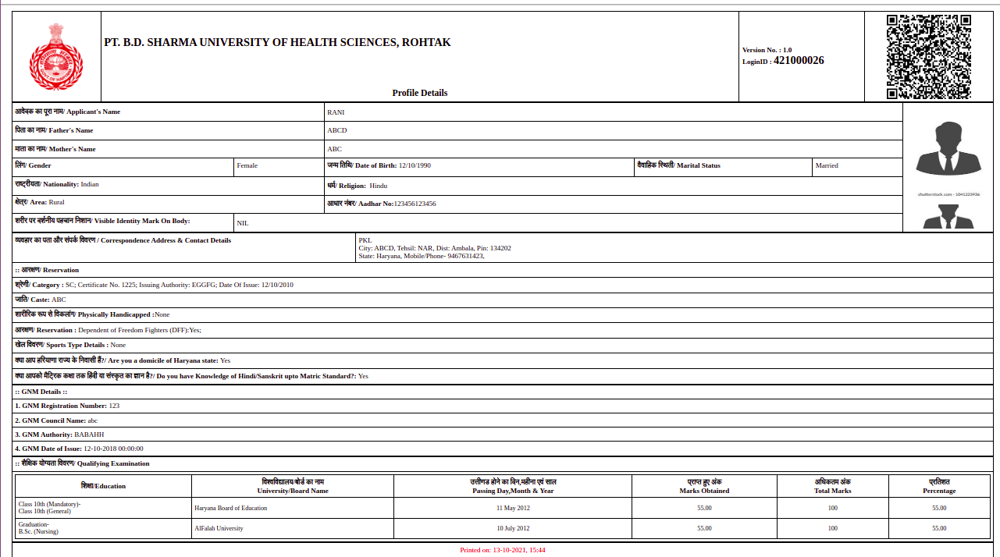 PT. B.D. SHARMA UNIVERSITY OF HEALTH SCIENCES, ROHTAK
Profile Details
Version No. : 1.0
LoginID : 421000026
आवेदक का पूरा नाम/ Applicant's Name RANI
पिता का नाम/ Father's Name ABCD
माता का नाम/ Mother's Name ABC
लिंग/ Gender Female जन्म तिथि/ Date of Birth: 12/10/1990 वैवाहिक स्थिती/ Marital Status Married
राष्ट्रीयता/ Nationality: Indian धर्म/ Religion: Hindu
क्षेत्र/ Area: Rural आधार नंबर/ Aadhar No:123456123456
शरीर पर दर्शनीय पहचान निशान/ Visible Identity Mark On Body: NIL
shutterstock.com · 1041223936
व्यवहार का पता और संपर्क विवरण / Correspondence Address & Contact Details
PKL
City: ABCD, Tehsil: NAR, Dist: Ambala, Pin: 134202
State: Haryana, Mobile/Phone- 9467631423,
:: आरक्षण/ Reservation
श्रेणी/ Category : SC; Certificate No. 1225; Issuing Authority: EGGFG; Date Of Issue: 12/10/2010
जाति/ Caste: ABC
शारीरिक रूप से विकलांग/ Physically Handicapped :None
आरक्षण/ Reservation : Dependent of Freedom Fighters (DFF):Yes;
खेल विवरण/ Sports Type Details : None
क्या आप हरियाणा राज्य के निवासी हैं?/ Are you a domicile of Haryana state: Yes
क्या आपको मैट्रिक कक्षा तक हिंदी या संस्कृत का ज्ञान है?/ Do you have Knowledge of Hindi/Sanskrit upto Matric Standard?: Yes
:: GNM Details ::
1. GNM Registration Number: 123
2. GNM Council Name: abc
3. GNM Authority: BABAHH
4. GNM Date of Issue: 12-10-2018 00:00:00
:: शैक्षिक योग्यता विवरण/ Qualifying Examination
शिक्षा/Education
विश्वविद्यालय/बोर्ड का नाम
University/Board Name
उत्तीणड होने का दिन,महीना एवं साल
Passing Day,Month & Year
प्राप्त हुए अंक
Marks Obtained
अधिकतम अंक
Total Marks
प्रतिशत
Percentage
Class 10th (Mandatory)-
Class 10th (General)
Haryana Board of Education 11 May 2012 55.00 100 55.00
Graduation-
B.Sc. (Nursing)
AlFalah University 10 July 2012 55.00 100 55.00
Printed on: 13-10-2021, 15:44